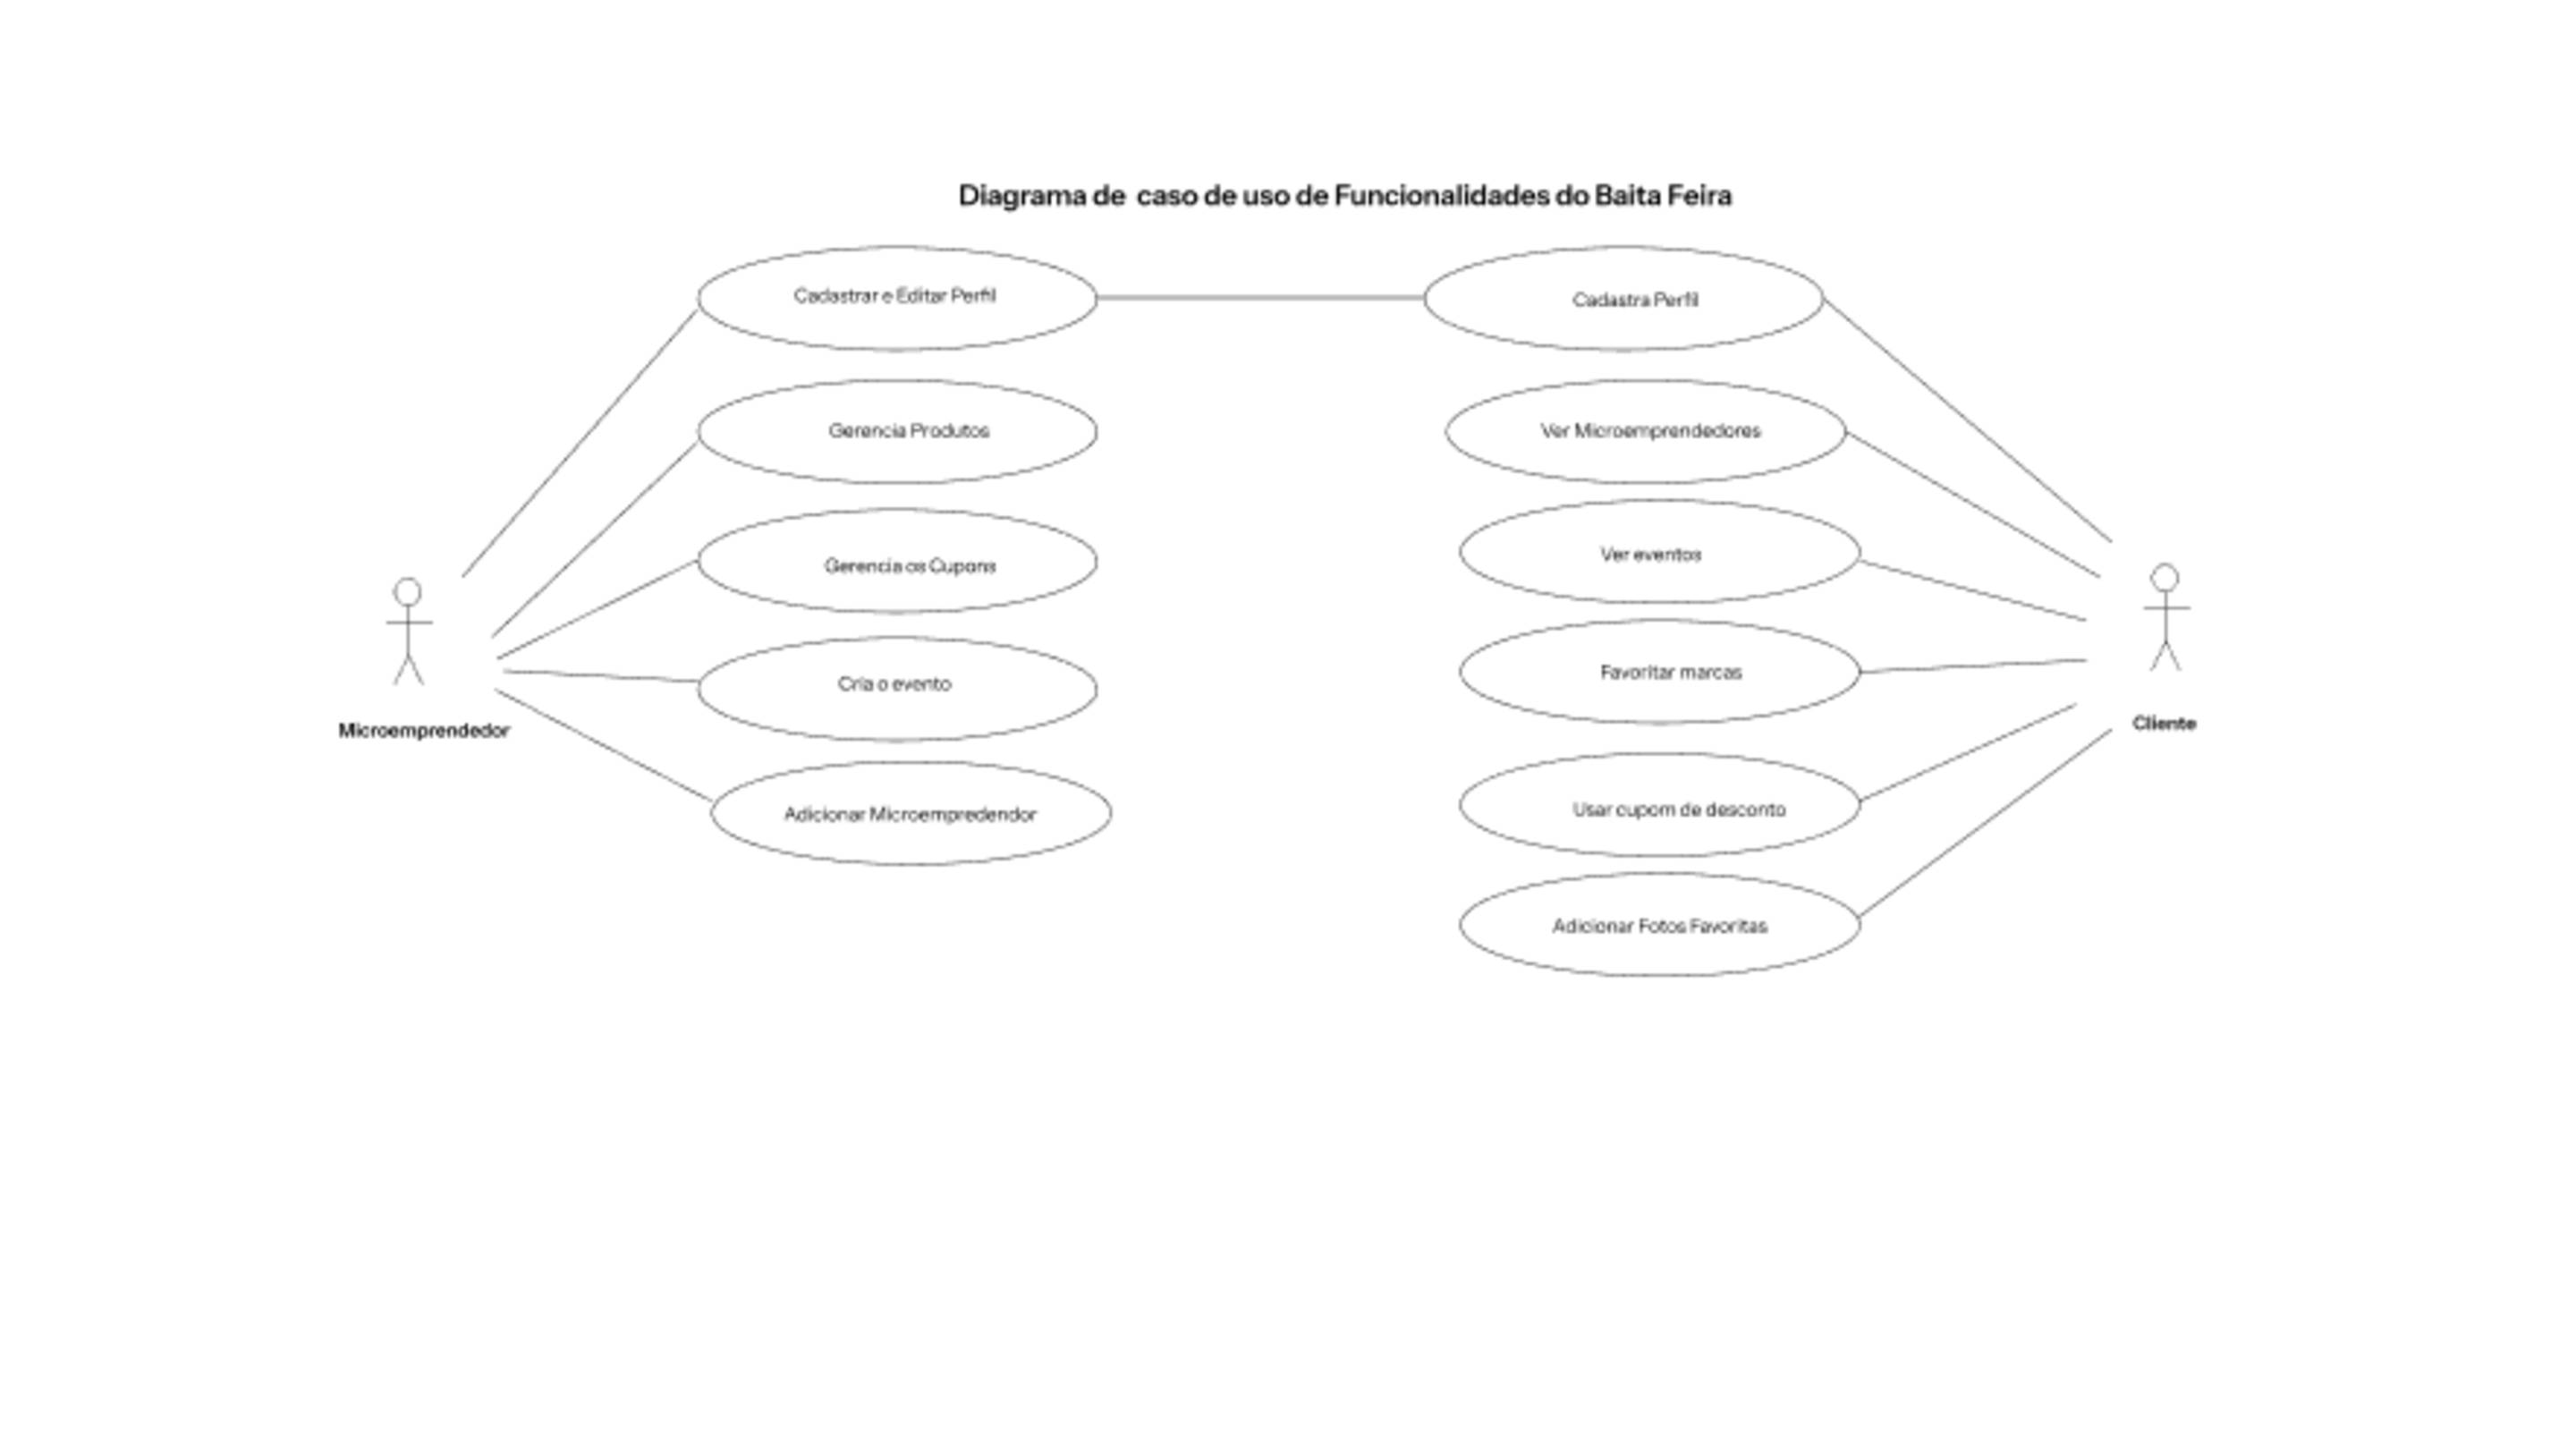 Diagrama de caso de uso de Funcionalidades do Baita Feira
Cadastrar e Editar Perfil
Cadastra Perfil
Gerencia Produtos
Ver Microemprendedores
Gerencia os Cupons
Ver eventos
Cria o evento
Favoritar marcas
Microemprendedor
Cliente
Adicionar Microempredendor
Usar cupom de desconto
Adicionar Fotos Favoritas